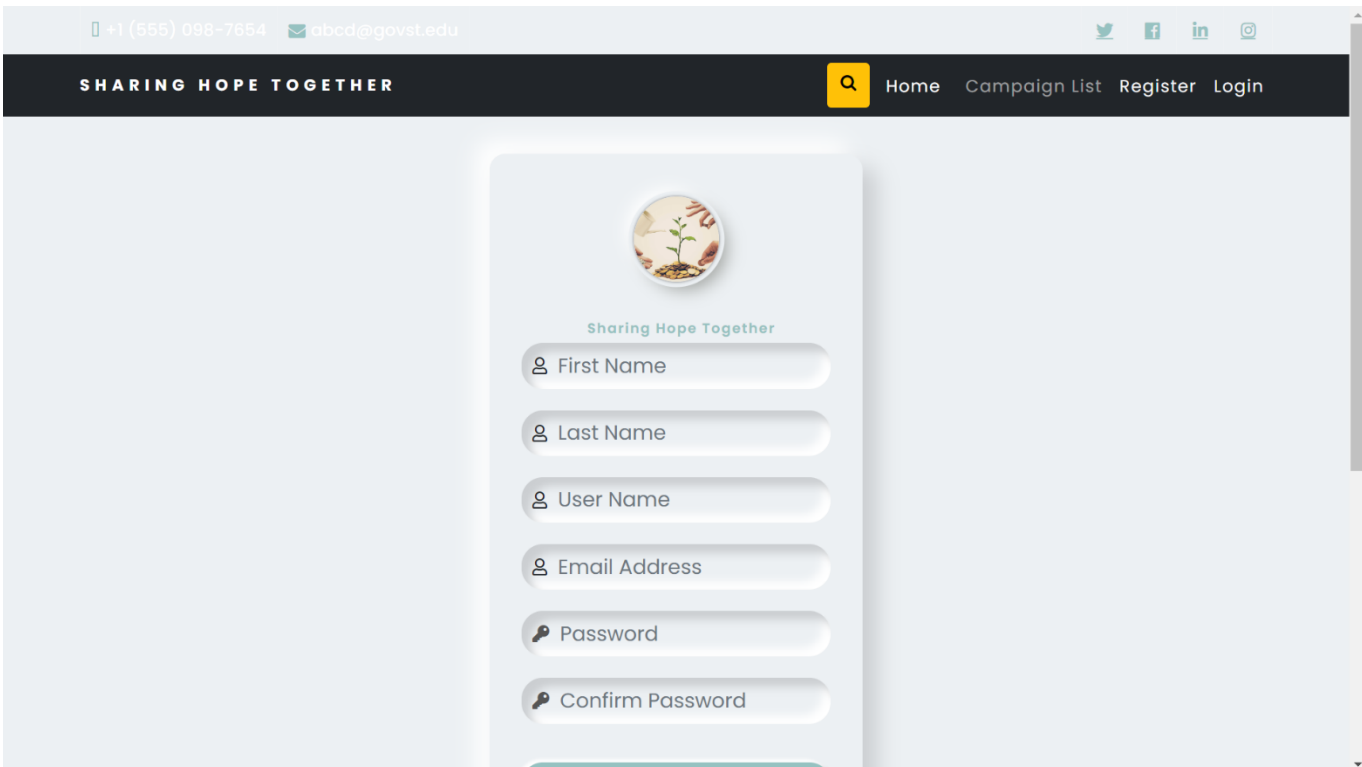 +1 (555) 098-7654 abcd@govst.edu
SHARING HOPE TOGETHER Home Campaign List Register Login
Sharing Hope Together
First Name
Last Name
User Name
Email Address
Password
Confirm Password